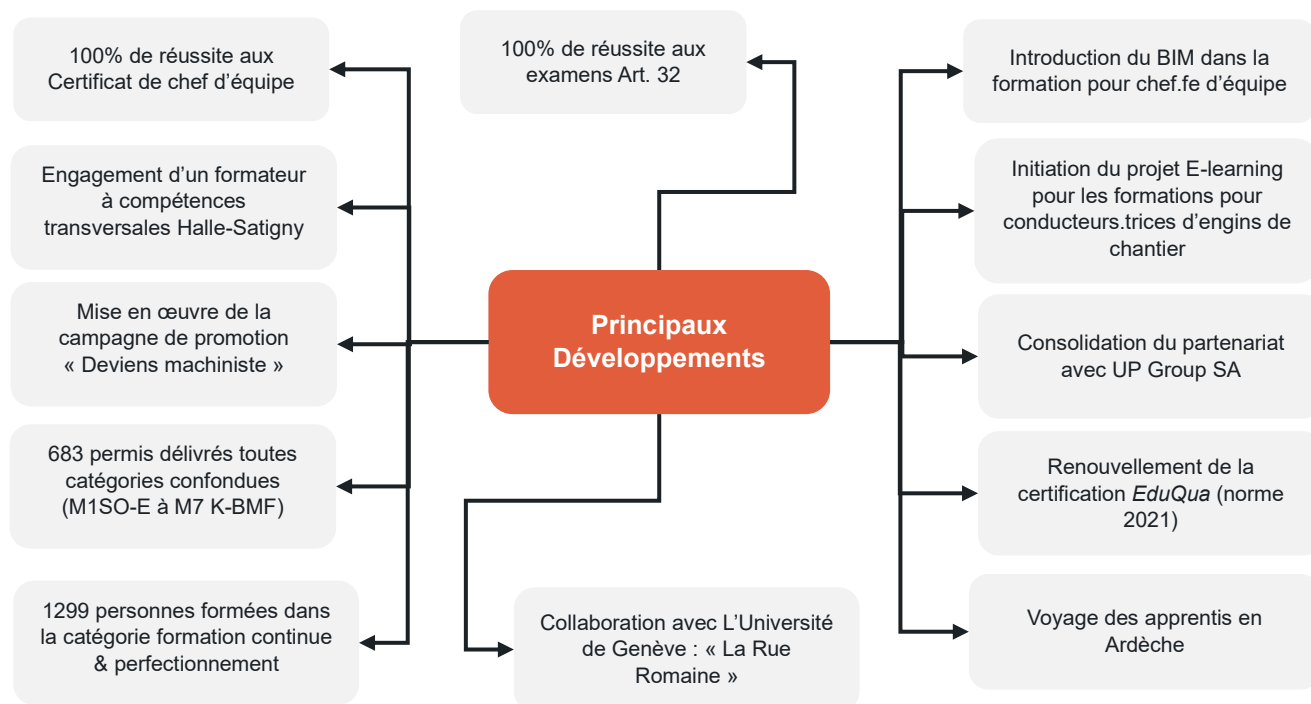 100% de réussite aux
Certificat de chef d'équipe
100% de réussite aux
examens Art. 32
Introduction du BIM dans la
formation pour chef.fe d'équipe
Engagement d'un formateur
à compétences
transversales Halle-Satigny
Initiation du projet E-learning
pour les formations pour
conducteurs.trices d'engins de
chantier
Mise en œuvre de la
campagne de promotion
« Deviens machiniste »
Principaux
Développements
Consolidation du partenariat
avec UP Group SA
683 permis délivrés toutes
catégories confondues
(M1SO-E à M7 K-BMF)
Renouvellement de la
certification EduQua (norme
2021)
1299 personnes formées dans
la catégorie formation continue
& perfectionnement
Collaboration avec L'Université
de Genève : « La Rue
Romaine »
Voyage des apprentis en
Ardèche